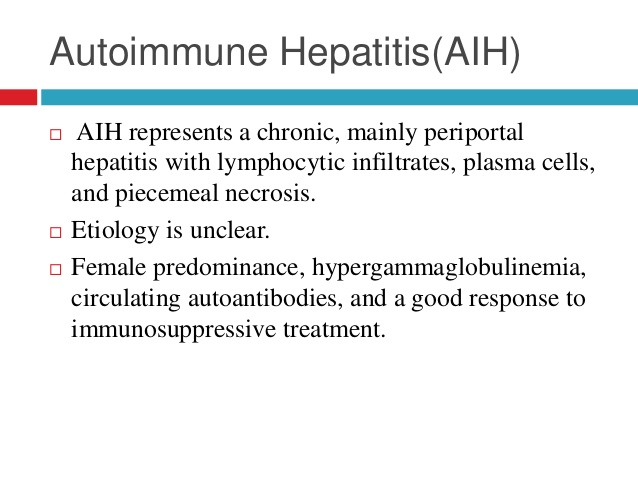 Autoimmune Hepatitis(AIH)
AIH represents a chronic, mainly periportal
hepatitis with lymphocytic infiltrates, plasma cells,
and piecemeal necrosis.
Etiology is unclear.
Female predominance, hypergammaglobulinemia,
circulating autoantibodies, and a good response to
immunosuppressive treatment.